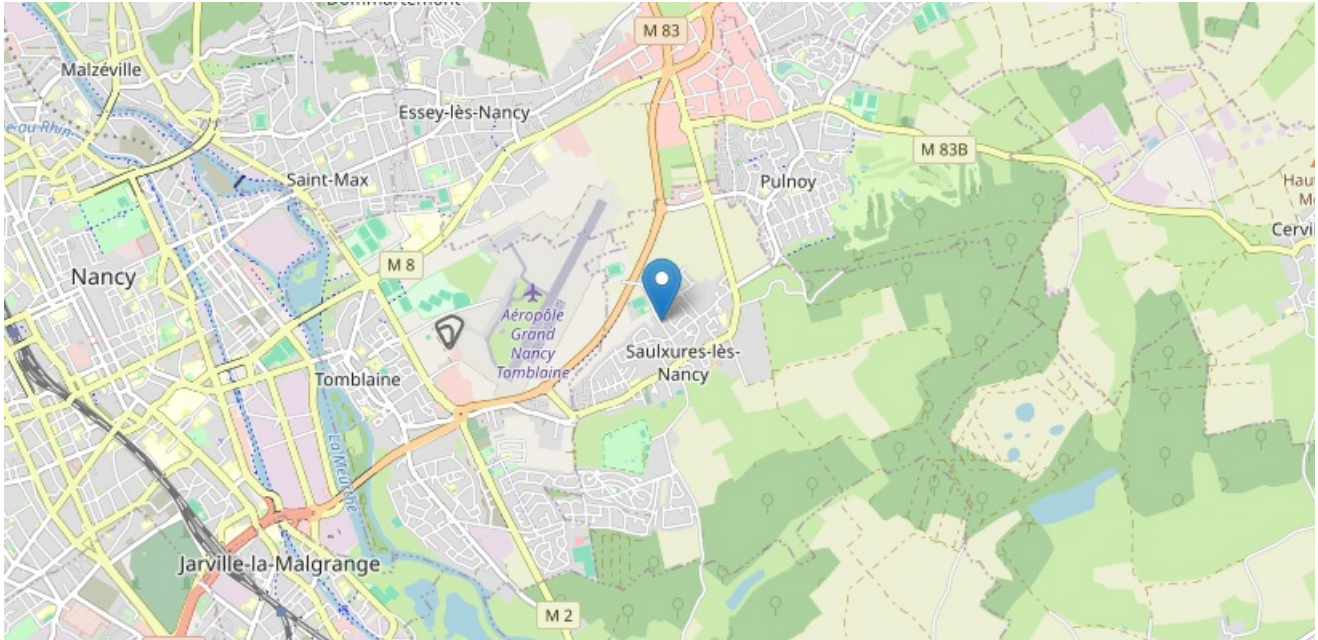 Dommartemont
M 83
Malzéville
Essey-lès-Nancy
M 83B
Saint-Max
Pulnoy
Cervil
M 8
Nancy
Aéropôle
Grand
Nancy
Tomblaine
Saulxures-lès-
Nancy
Tomblaine
La Meurthe
Jarville-la-Malgrange
M 2